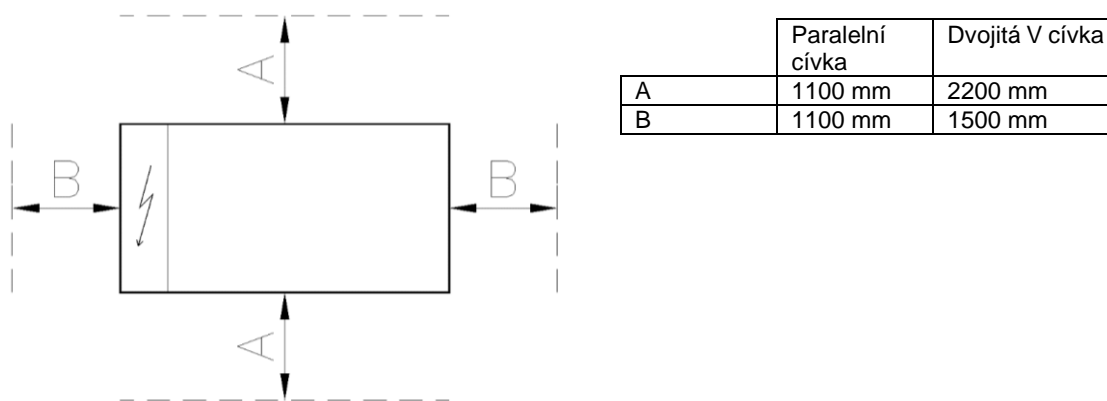 A
B
B
A
Paralelní Dvojitá V cívka
cívka
A 1100 mm 2200 mm
B 1100 mm 1500 mm